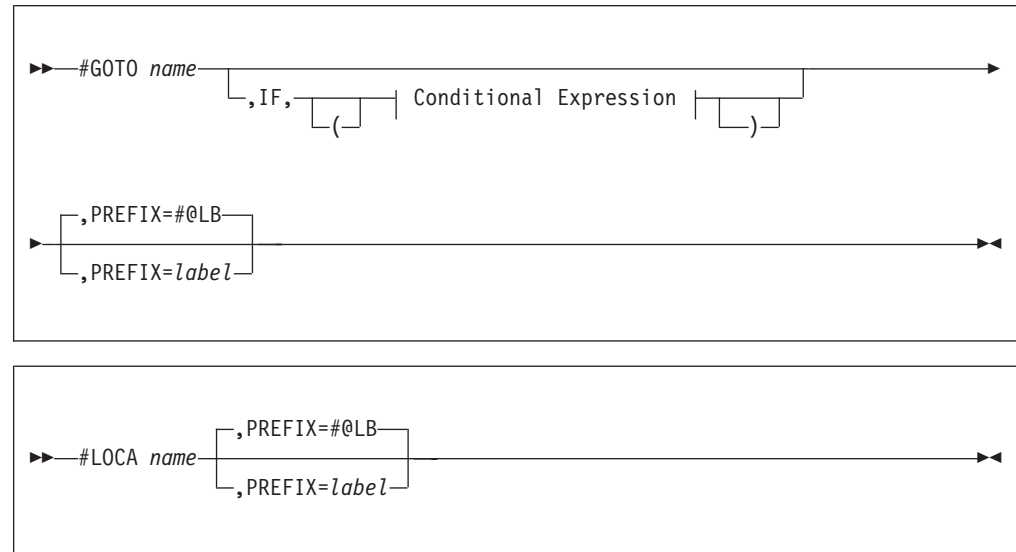 #GOTO name
,IF, ( Conditional Expression )
,PREFIX=#@LB
,PREFIX=label
#LOCA name
,PREFIX=#@LB
,PREFIX=label